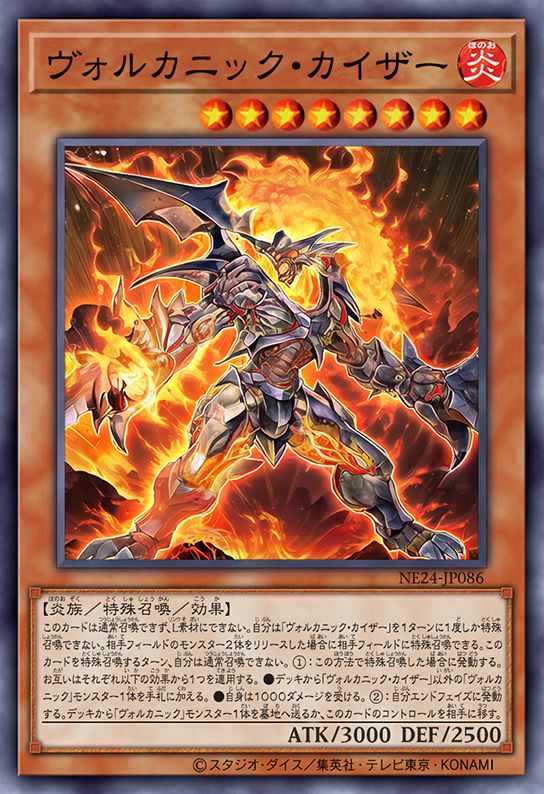 ヴォルカニック・カイザー
ほのお
炎
NE24-JP086
【炎族／特殊召喚／効果】
このカードは通常召喚できず、L素材にできない。自分は「ヴォルカニック・カイザー」を1ターンに1度しか特殊
召喚できない。相手フィールドのモンスター2体をリリースした場合に相手フィールドに特殊召喚できる。この
カードを特殊召喚するターン、自分は通常召喚できない。①：この方法で特殊召喚した場合に発動する。
お互いはそれぞれ以下の効果から1つを適用する。●デッキから「ヴォルカニック・カイザー」以外の「ヴォルカ
ニック」モンスター1体を手札に加える。●自身は1000ダメージを受ける。②：自分エンドフェイズに発動
する。デッキから「ヴォルカニック」モンスター1体を墓地へ送るか、このカードのコントロールを相手に移す。
ATK/3000 DEF/2500
©スタジオ・ダイス／集英社・テレビ東京・KONAMI